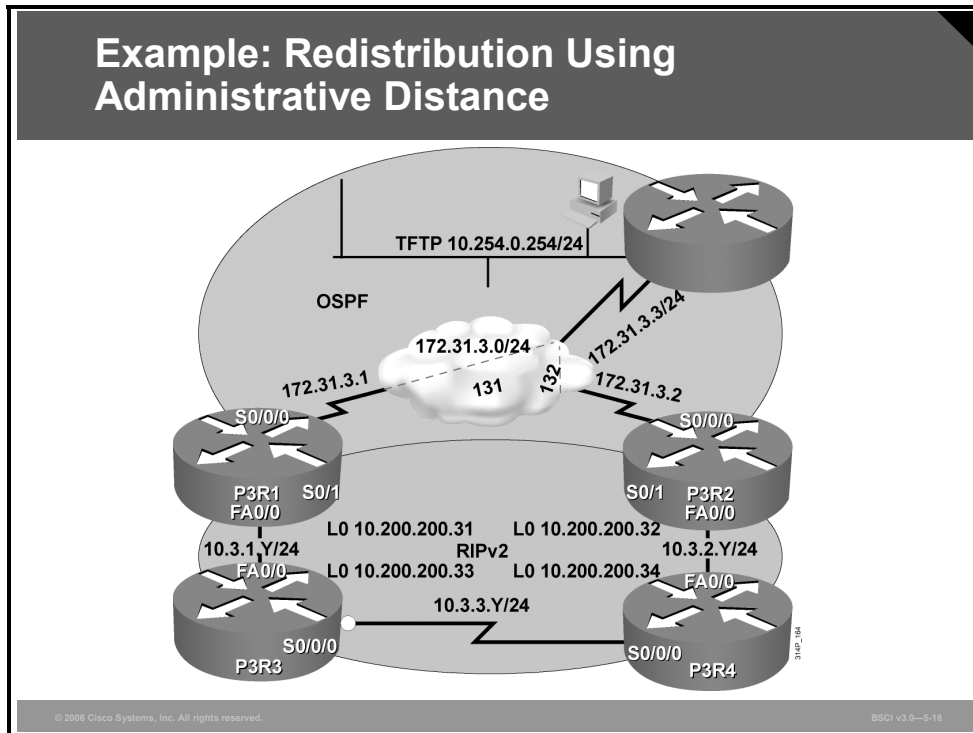 Example: Redistribution Using
Administrative Distance
TFTP 10.254.0.254/24
OSPF
172.31.3.3/24
172.31.3.0/24
172.31.3.1
131
132
172.31.3.2
S0/0/0
S0/0/0
P3R1
S0/1
FA0/0
S0/1
P3R2
FA0/0
L0 10.200.200.31
L0 10.200.200.32
10.3.1.Y/24
RIPv2
10.3.2.Y/24
FA0/0
L0 10.200.200.33
L0 10.200.200.34
FA0/0
10.3.3.Y/24
S0/0/0
P3R3
S0/0/0
P3R4
314P_164
© 2006 Cisco Systems, Inc. All rights reserved.
BSCI v3.0—5-18